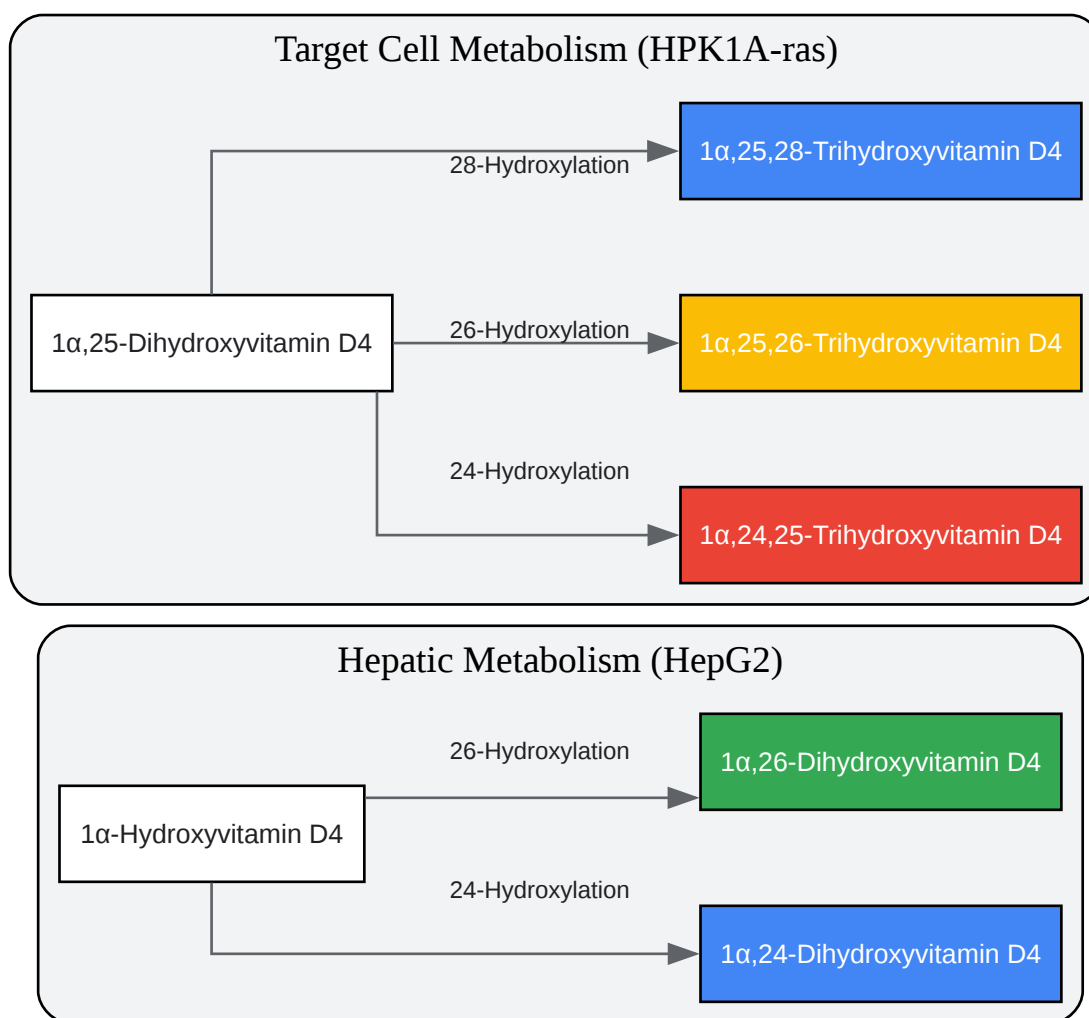 Target Cell Metabolism (HPK1A-ras)
28-Hydroxylation
1α,25,28-Trihydroxyvitamin D4
1α,25-Dihydroxyvitamin D4
26-Hydroxylation
1α,25,26-Trihydroxyvitamin D4
24-Hydroxylation
1α,24,25-Trihydroxyvitamin D4
Hepatic Metabolism (HepG2)
26-Hydroxylation
1α,26-Dihydroxyvitamin D4
1α-Hydroxyvitamin D4
24-Hydroxylation
1α,24-Dihydroxyvitamin D4